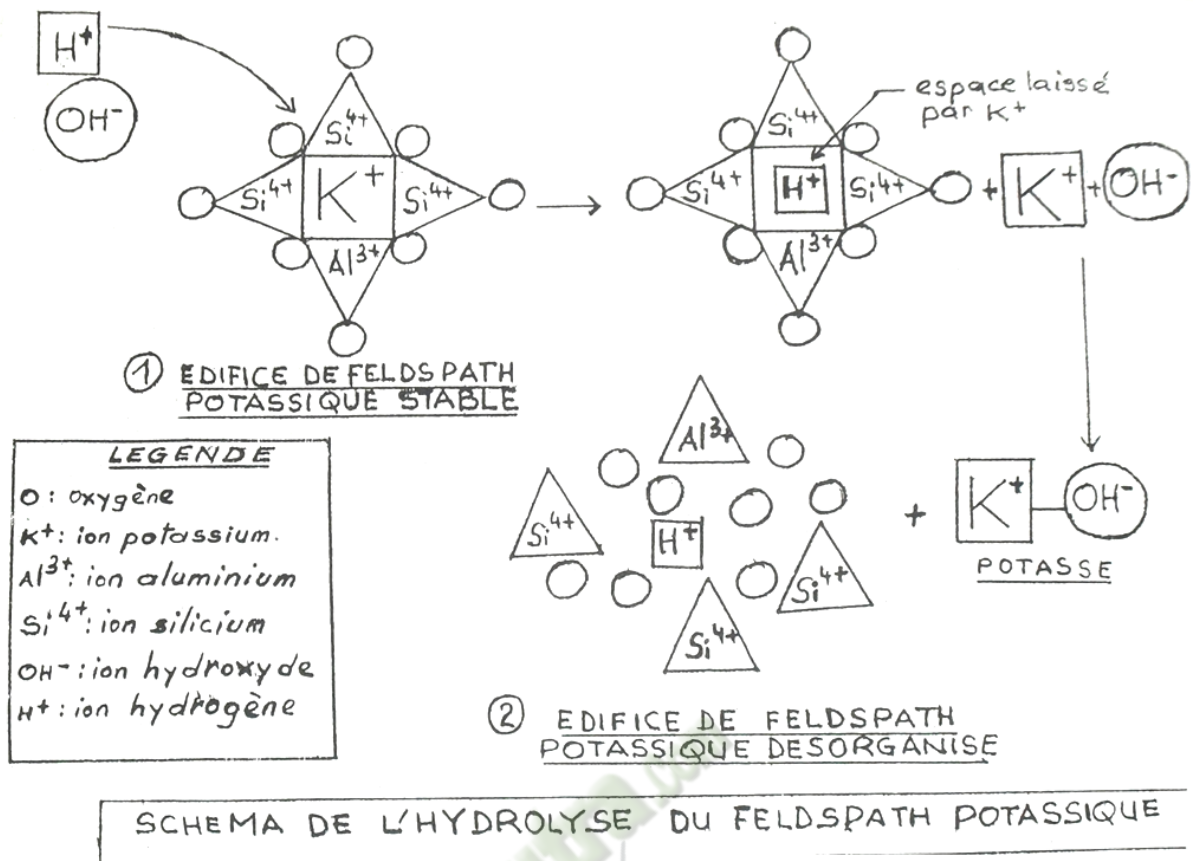 H+
OH-
Si4+
Si4+
K+
Si4+
Al3+
espace laissé
par K+
Si4+
Si4+
H+
Si4+
+
K+
+
OH-
Al3+
1 EDIFICE DE FELDSPATH
POTASSIQUE STABLE
LEGENDE
O : oxygène
K+ : ion potassium.
Al3+ : ion aluminium
Si4+ : ion silicium
OH- : ion hydroxyde
H+ : ion hydrogène
Al3+
Si4+
H+
Si4+
Si4+
+
K+
OH-
POTASSE
2 EDIFICE DE FELDSPATH
POTASSIQUE DESORGANISE
SCHEMA DE L'HYDROLYSE DU FELDSPATH POTASSIQUE